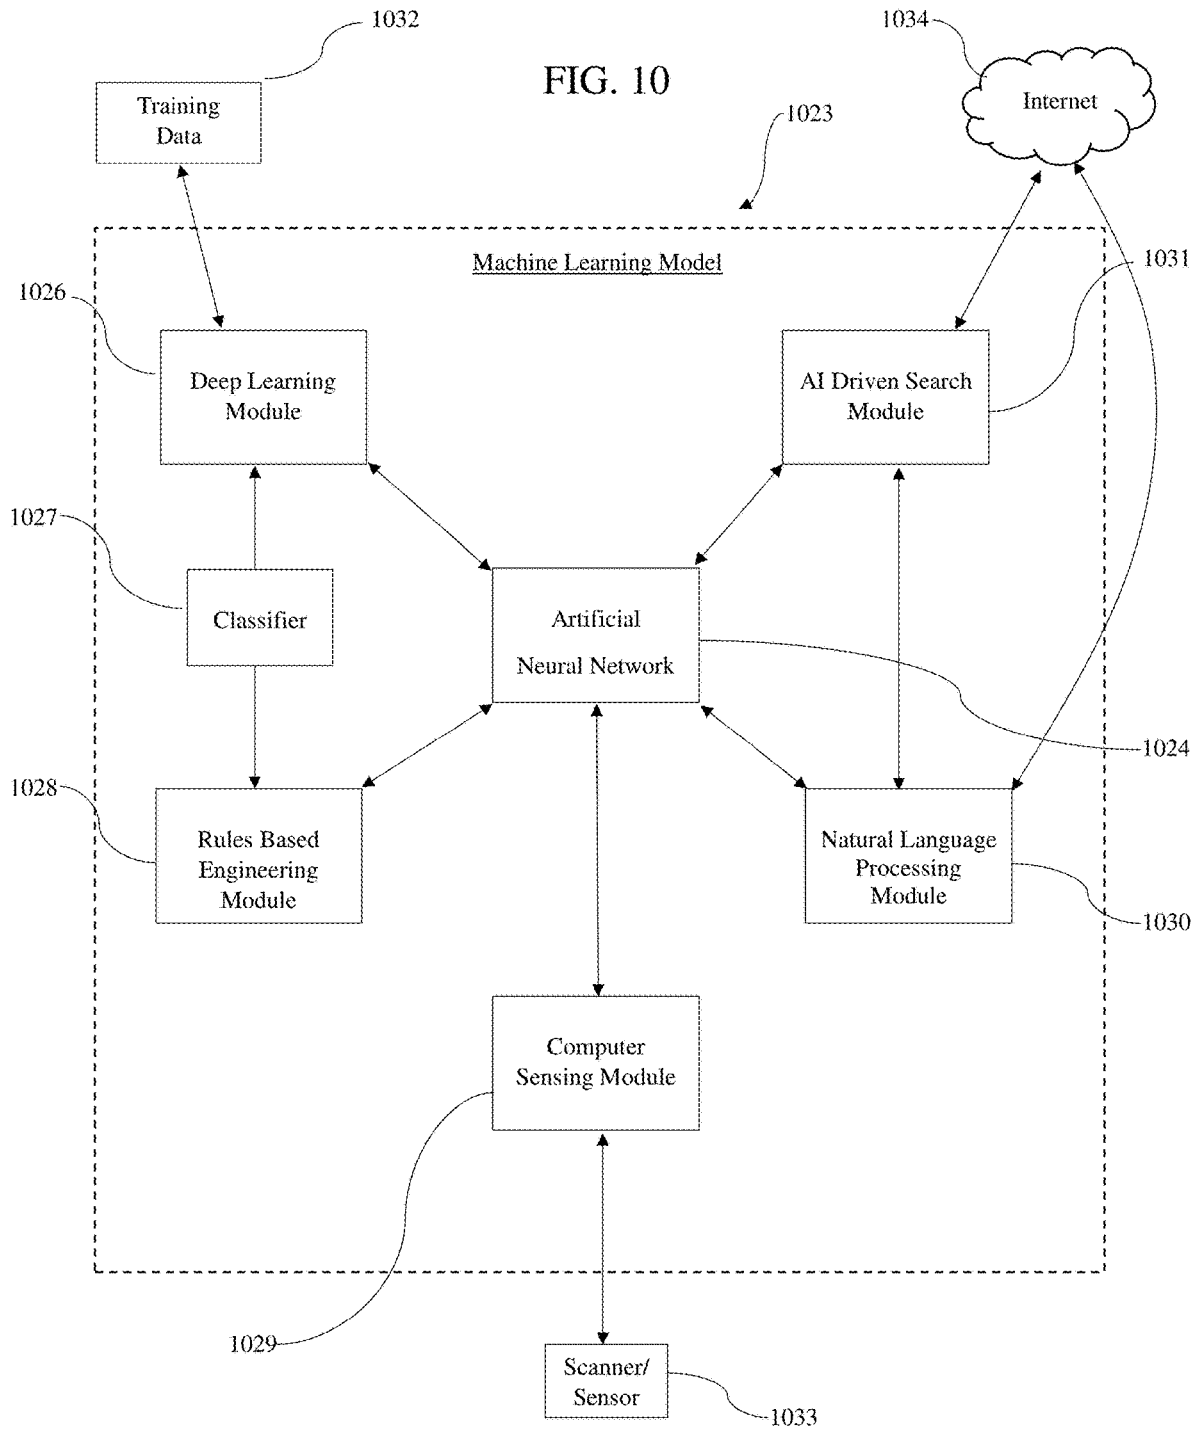 1032
1034
FIG. 10
Training
Data
Internet
1023
Machine Learning Model
1031
1026
Deep Learning
Module
AI Driven Search
Module
1027
Classifier
Artificial
Neural Network
1024
1028
Rules Based
Engineering
Module
Natural Language
Processing
Module
1030
Computer
Sensing Module
1029
Scanner/
Sensor
1033